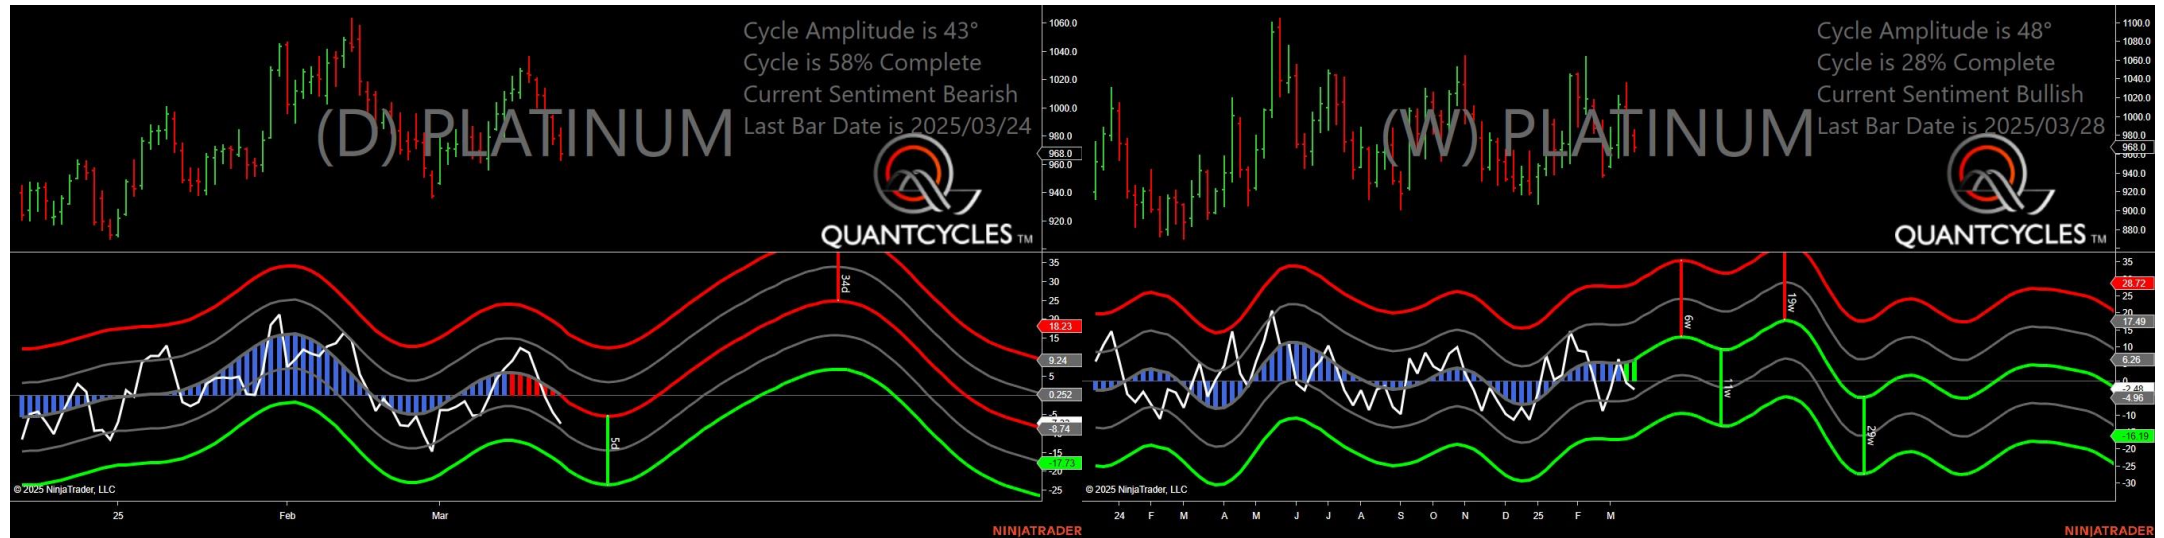 Cycle Amplitude is 43°
Cycle is 58% Complete
Current Sentiment Bearish
Last Bar Date is 2025/03/24
(D) PLATINUM
QUANTCYCLES TM
1060.0
1040.0
1020.0
1000.0
980.0
968.0
960.0
940.0
920.0
35
30
25
20
18.23
15
9.24
5
0.252
-5
-8.74
-15
-17.73
-20
-25
34d
5d
© 2025 NinjaTrader, LLC
25 Feb Mar
NINJATRADER
Cycle Amplitude is 48°
Cycle is 28% Complete
Current Sentiment Bullish
Last Bar Date is 2025/03/28
(W) PLATINUM
QUANTCYCLES TM
1100.0
1080.0
1060.0
1040.0
1020.0
1000.0
980.0
968.0
940.0
920.0
900.0
880.0
35
28.72
25
20
17.49
15
10
6.26
0
-2.48
-4.96
-10
-16.19
-20
-25
-30
6w
19w
11w
29w
© 2025 NinjaTrader, LLC
24 F M A M J J A S O N D 25 F M
NINJATRADER